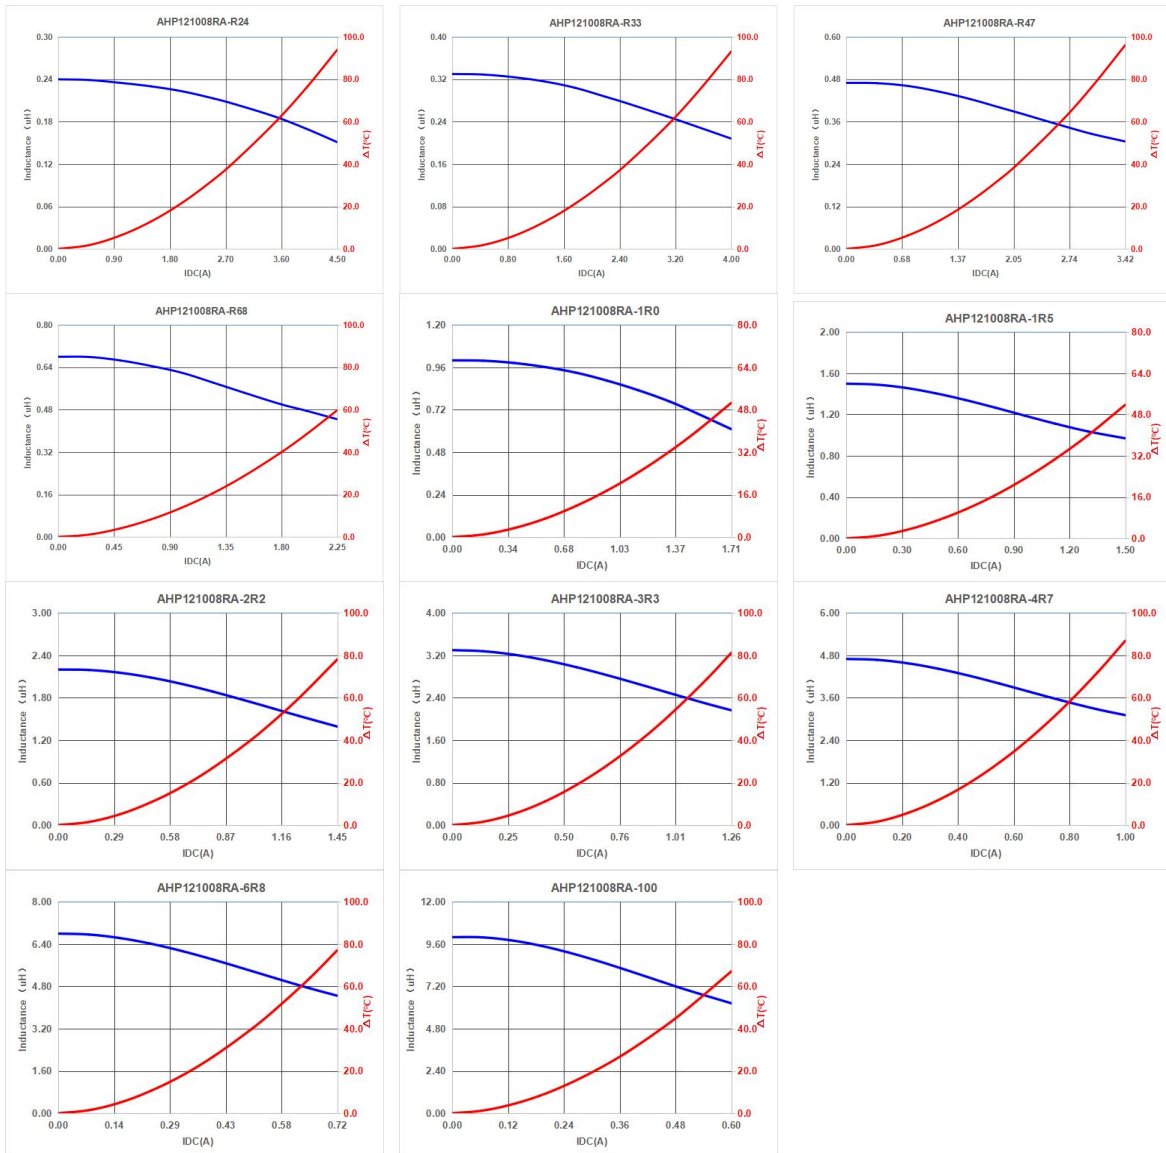 AHP121008RA-R24
0.30 100.0
0.24 80.0
0.18 60.0
0.12 40.0
0.06 20.0
0.00 0.0
0.00 0.90 1.80 2.70 3.60 4.50
IDC(A)
Inductance (uH)
ΔT(ºC)
AHP121008RA-R33
0.40 100.0
0.32 80.0
0.24 60.0
0.16 40.0
0.08 20.0
0.00 0.0
0.00 0.80 1.60 2.40 3.20 4.00
IDC(A)
Inductance (uH)
ΔT(ºC)
AHP121008RA-R47
0.60 100.0
0.48 80.0
0.36 60.0
0.24 40.0
0.12 20.0
0.00 0.0
0.00 0.68 1.37 2.05 2.74 3.42
IDC(A)
Inductance (uH)
ΔT(ºC)
AHP121008RA-R68
0.80 100.0
0.64 80.0
0.48 60.0
0.32 40.0
0.16 20.0
0.00 0.0
0.00 0.45 0.90 1.35 1.80 2.25
IDC(A)
Inductance (uH)
ΔT(ºC)
AHP121008RA-1R0
1.20 80.0
0.96 64.0
0.72 48.0
0.48 32.0
0.24 16.0
0.00 0.0
0.00 0.34 0.68 1.03 1.37 1.71
IDC(A)
Inductance (uH)
ΔT(ºC)
AHP121008RA-1R5
2.00 80.0
1.60 64.0
1.20 48.0
0.80 32.0
0.40 16.0
0.00 0.0
0.00 0.30 0.60 0.90 1.20 1.50
IDC(A)
Inductance (uH)
ΔT(ºC)
AHP121008RA-2R2
3.00 100.0
2.40 80.0
1.80 60.0
1.20 40.0
0.60 20.0
0.00 0.0
0.00 0.29 0.58 0.87 1.16 1.45
IDC(A)
Inductance (uH)
ΔT(ºC)
AHP121008RA-3R3
4.00 100.0
3.20 80.0
2.40 60.0
1.60 40.0
0.80 20.0
0.00 0.0
0.00 0.25 0.50 0.76 1.01 1.26
IDC(A)
Inductance (uH)
ΔT(ºC)
AHP121008RA-4R7
6.00 100.0
4.80 80.0
3.60 60.0
2.40 40.0
1.20 20.0
0.00 0.0
0.00 0.20 0.40 0.60 0.80 1.00
IDC(A)
Inductance (uH)
ΔT(ºC)
AHP121008RA-6R8
8.00 100.0
6.40 80.0
4.80 60.0
3.20 40.0
1.60 20.0
0.00 0.0
0.00 0.14 0.29 0.43 0.58 0.72
IDC(A)
Inductance (uH)
ΔT(ºC)
AHP121008RA-100
12.00 100.0
9.60 80.0
7.20 60.0
4.80 40.0
2.40 20.0
0.00 0.0
0.00 0.12 0.24 0.36 0.48 0.60
IDC(A)
Inductance (uH)
ΔT(ºC)